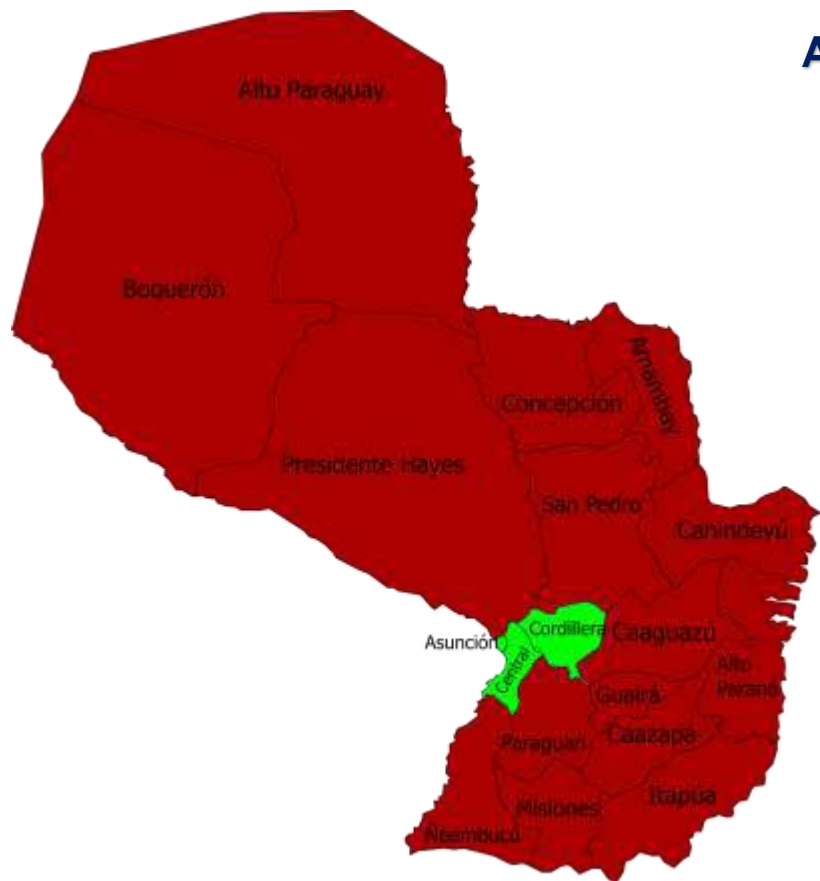 A
Alto Paraguay
Boquerón
Amambay
Concepción
Presidente Hayes
San Pedro
Canindeyú
Cordillera
Caaguazú
Asunción
Central
Alto
Paraná
Guairá
Caazapá
Paraguarí
Itapúa
Misiones
Ñeembucú